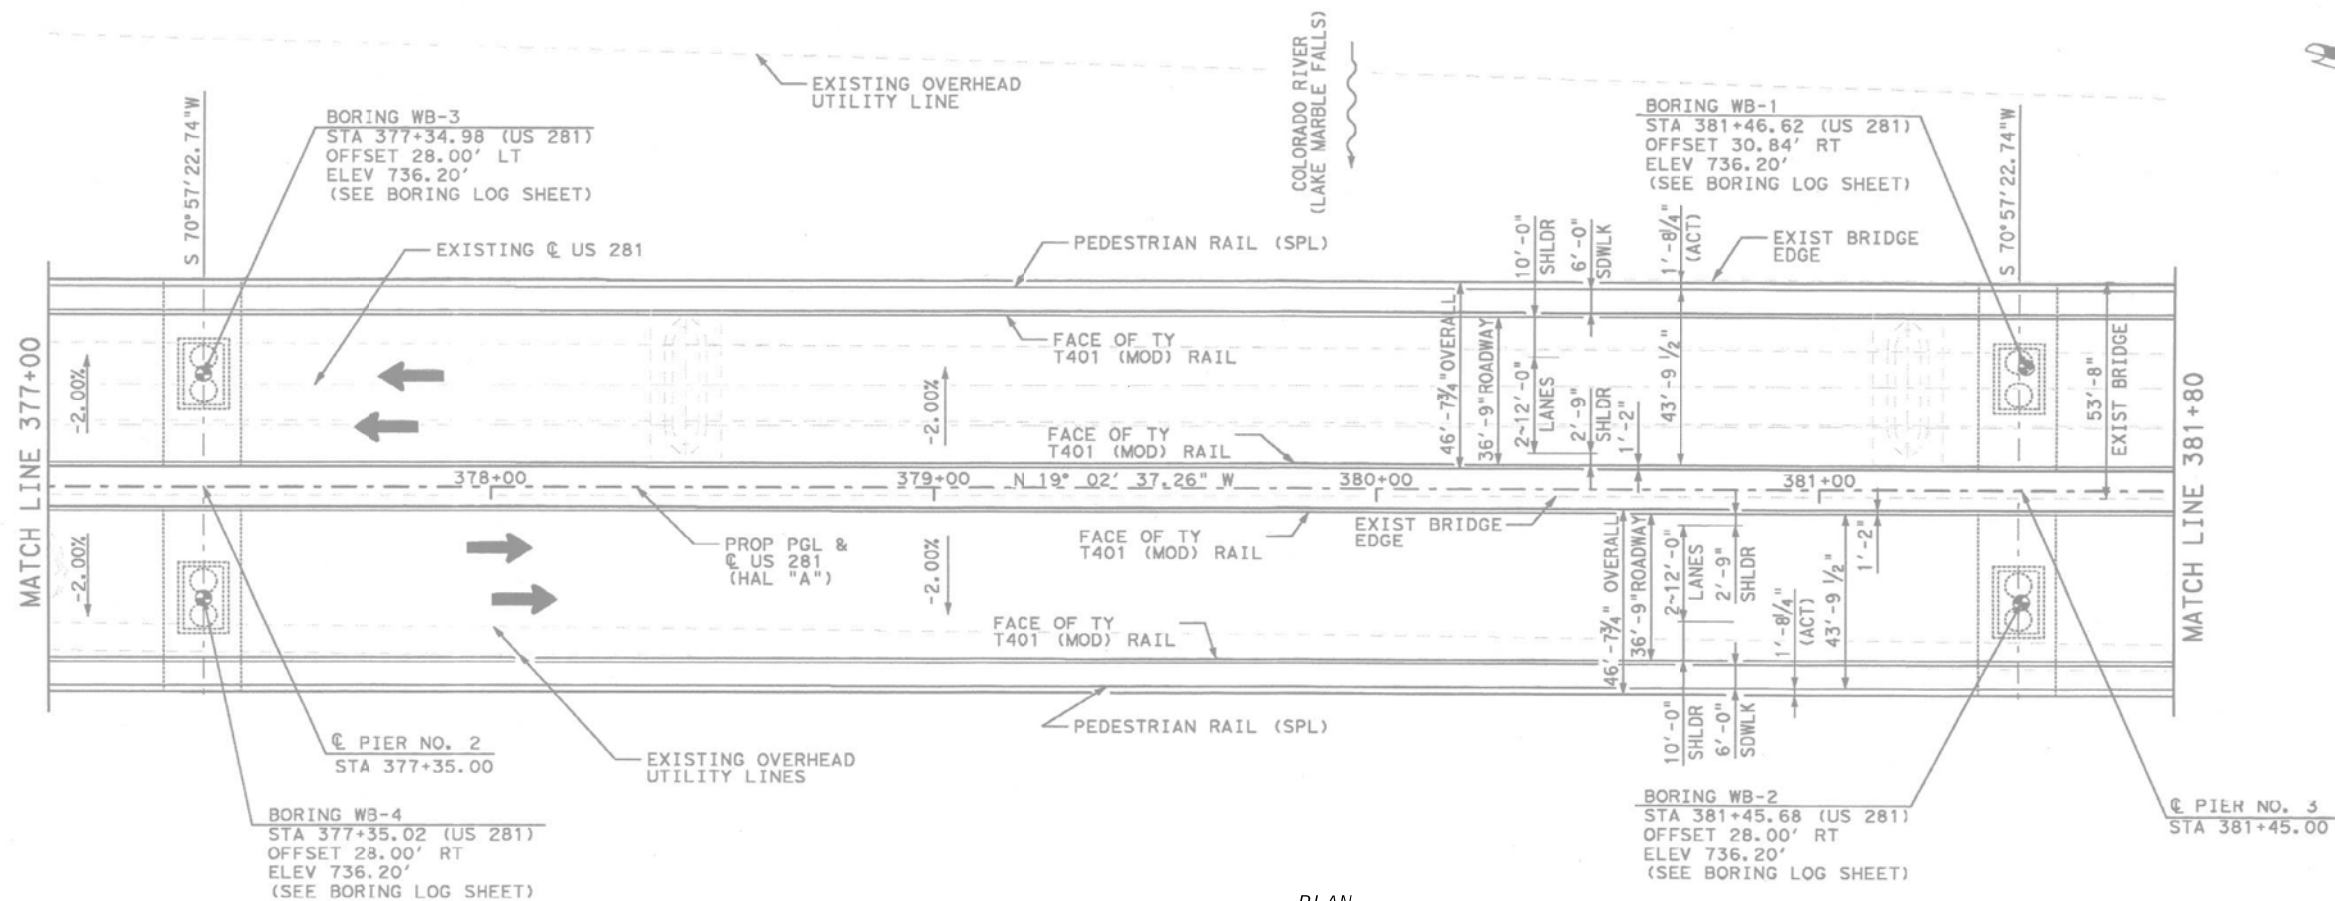 EXISTING OVERHEAD
UTILITY LINE
COLORADO RIVER
(LAKE MARBLE FALLS)
BORING WB-3
STA 377+34.98 (US 281)
OFFSET 28.00' LT
ELEV 736.20'
(SEE BORING LOG SHEET)
BORING WB-1
STA 381+46.62 (US 281)
OFFSET 30.84' RT
ELEV 736.20'
(SEE BORING LOG SHEET)
S 70°57'22.74"W
S 70°57'22.74"W
EXISTING ℄ US 281
PEDESTRIAN RAIL (SPL)
10'-0"
SHLDR
6'-0"
SDWLK
1'-8¼"
(ACT)
EXIST BRIDGE
EDGE
MATCH LINE 377+00
-2.00%
-2.00%
FACE OF TY
T401 (MOD) RAIL
46'-7¾"OVERALL
36'-9"ROADWAY
2~12'-0"
LANES
2'-9"
SHLDR
1'-2"
43'-9 1/2"
53'-8"
EXIST BRIDGE
MATCH LINE 381+80
FACE OF TY
T401 (MOD) RAIL
378+00
379+00
N 19° 02' 37.26" W
380+00
381+00
-2.00%
PROP PGL &
℄ US 281
(HAL "A")
-2.00%
FACE OF TY
T401 (MOD) RAIL
EXIST BRIDGE
EDGE
46'-7¾" OVERALL
36'-9"ROADWAY
2~12'-0"
LANES
2'-9"
SHLDR
1'-8¼"
(ACT)
43'-9 1/2"
1'-2"
FACE OF TY
T401 (MOD) RAIL
10'-0"
SHLDR
6'-0"
SDWLK
PEDESTRIAN RAIL (SPL)
℄ PIER NO. 2
STA 377+35.00
EXISTING OVERHEAD
UTILITY LINES
BORING WB-4
STA 377+35.02 (US 281)
OFFSET 28.00' RT
ELEV 736.20'
(SEE BORING LOG SHEET)
BORING WB-2
STA 381+45.68 (US 281)
OFFSET 28.00' RT
ELEV 736.20'
(SEE BORING LOG SHEET)
℄ PIER NO. 3
STA 381+45.00
PLAN